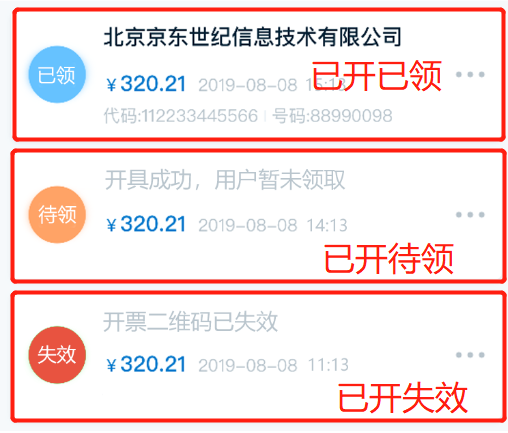 北京京东世纪信息技术有限公司
已领
¥320.21 2019-08-08
已开已领
代码:112233445566 号码:88990098
开具成功，用户暂未领取
待领
¥320.21 2019-08-08 14:13
已开待领
开票二维码已失效
失效
¥320.21 2019-08-08 11:13
已开失效